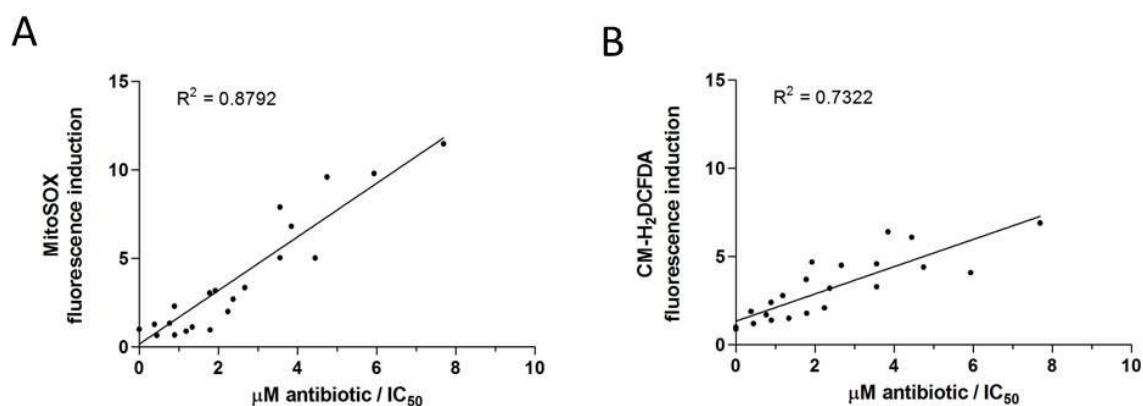 A
R² = 0.8792
15
10
5
0
MitoSOX
fluorescence induction
0 2 4 6 8 10
μM antibiotic / IC₅₀
B
R² = 0.7322
15
10
5
0
CM-H₂DCFDA
fluorescence induction
0 2 4 6 8 10
μM antibiotic / IC₅₀